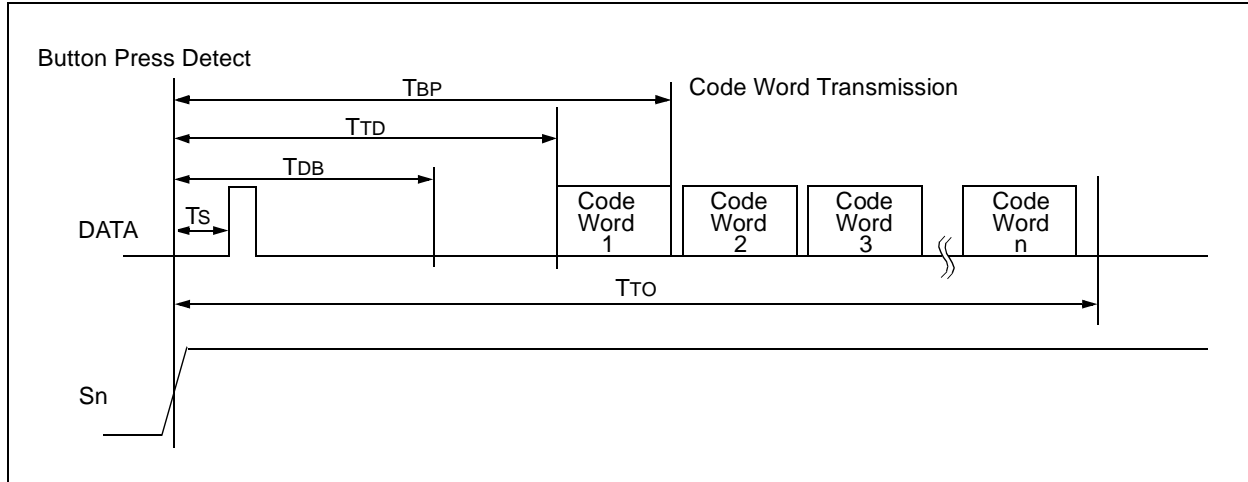 Button Press Detect
TBP
Code Word Transmission
TTD
TDB
TS
DATA
Code
Word
1
Code
Word
2
Code
Word
3
Code
Word
n
TTO
Sn